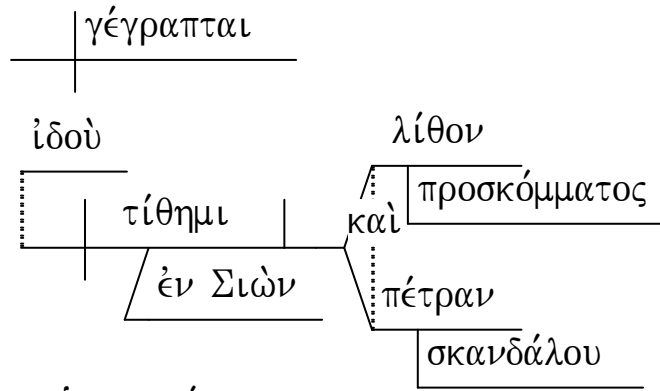 γέγραπται
ἰδοὺ
λίθον
προσκόμματος
τίθημι
καὶ
ἐν Σιὼν
πέτραν
σκανδάλου